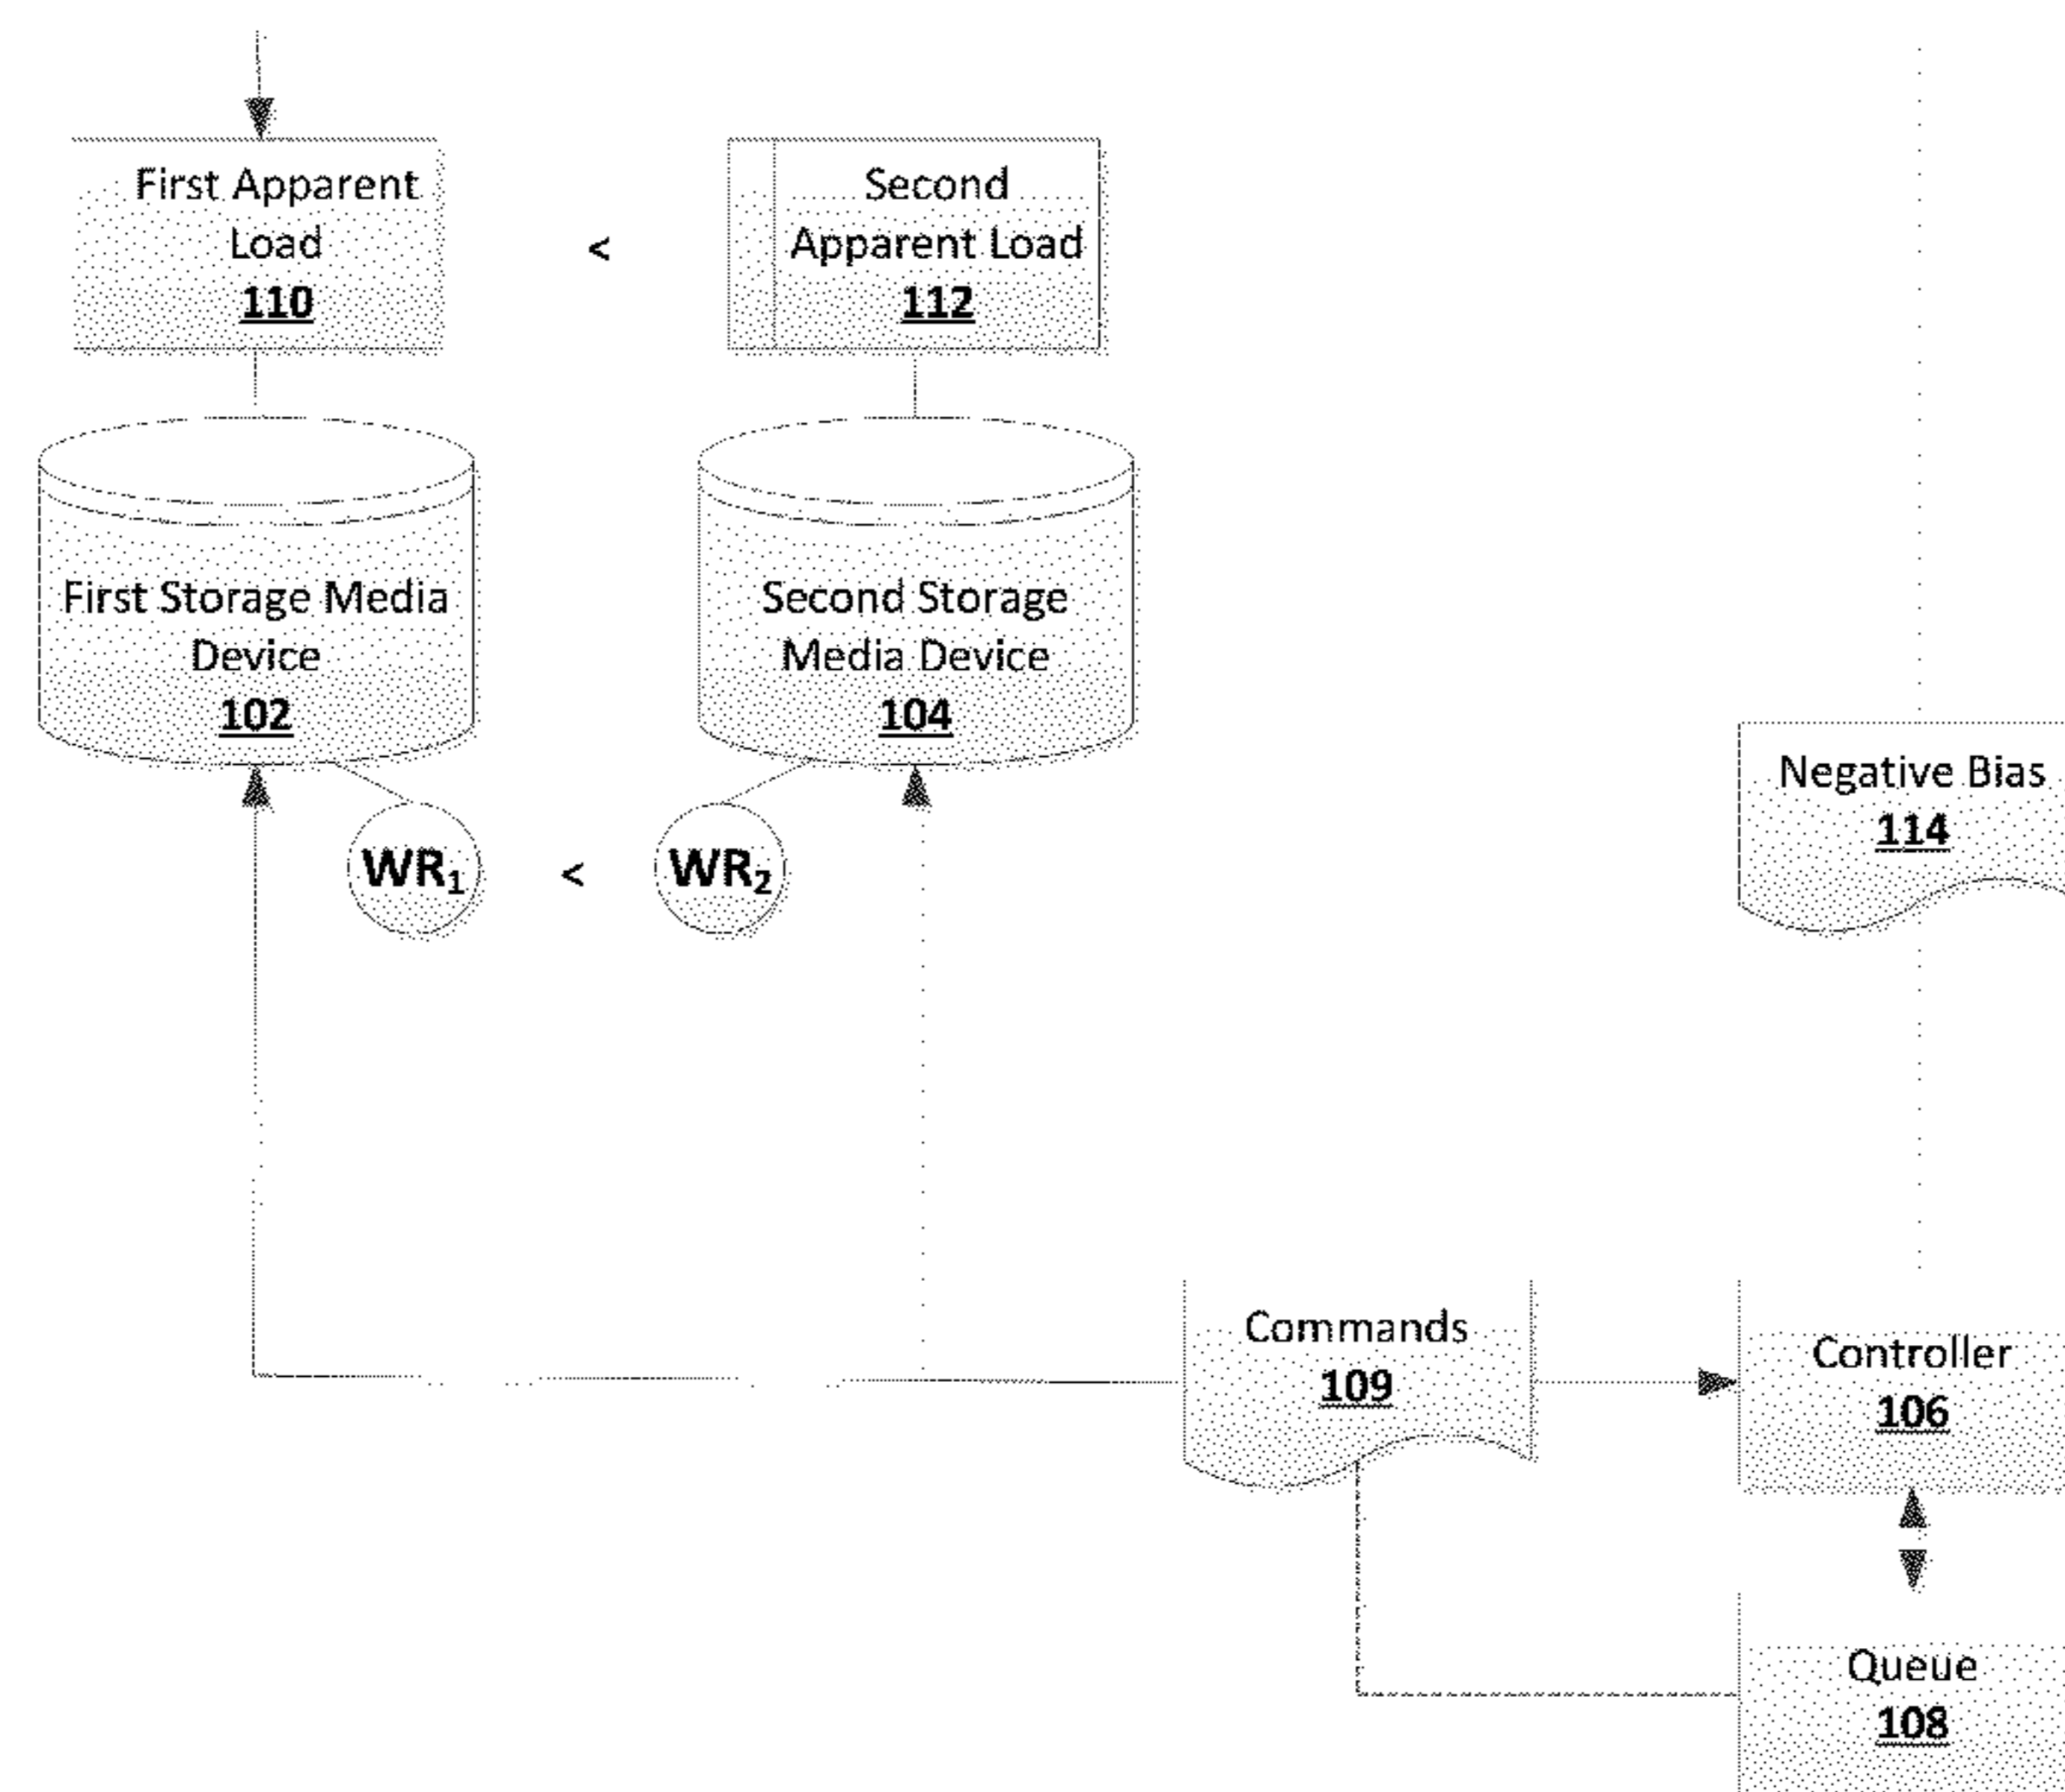 First Apparent
Load
110
<
Second
Apparent Load
112
First Storage Media
Device
102
Second Storage
Media Device
104
Negative Bias
114
WR₁
<
WR₂
Commands
109
Controller
106
Queue
108